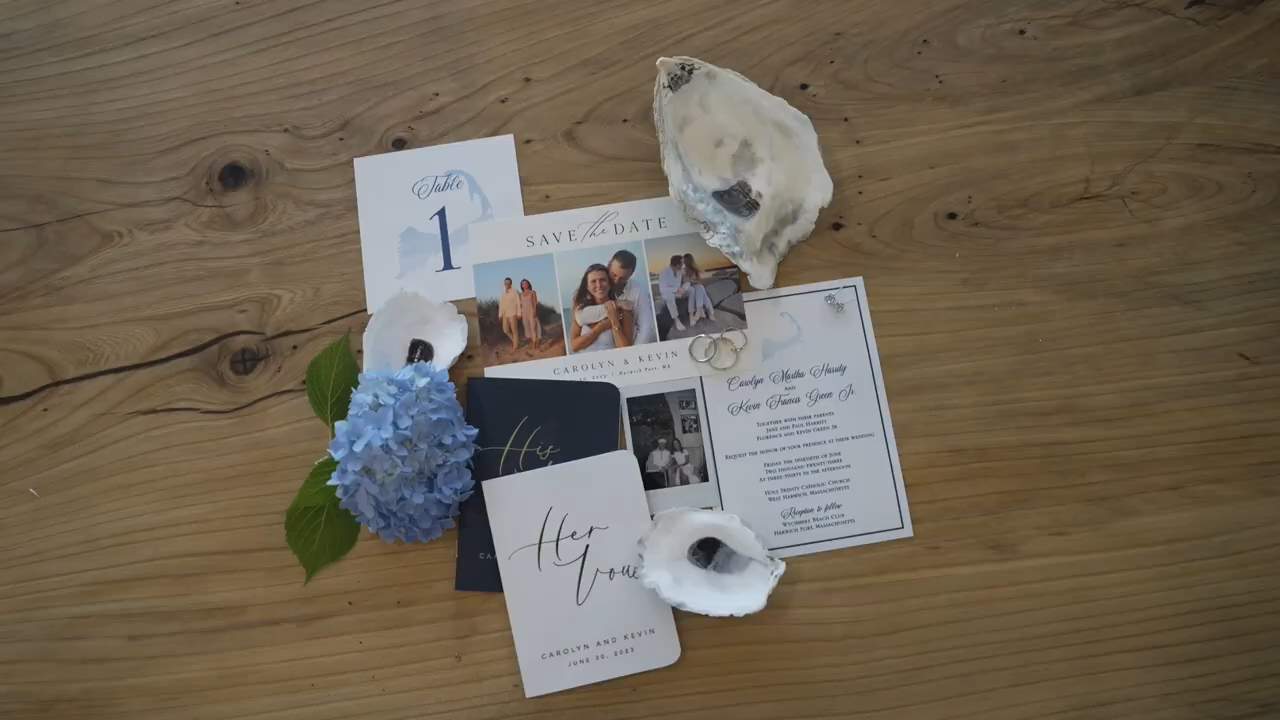 Table
1
SAVE the DATE
CAROLYN & KEVIN
Harwich Port, MA
Carolyn Martha Harrity
AND
Kevin Francis Green Jr.
TOGETHER WITH THEIR PARENTS
JANE AND PAUL HARRITY
FLORENCE AND KEVIN GREEN SR.
REQUEST THE HONOR OF YOUR PRESENCE AT THEIR WEDDING
FRIDAY THE THIRTIETH OF JUNE
TWO THOUSAND TWENTY-THREE
AT THREE-THIRTY IN THE AFTERNOON
HOLY TRINITY CATHOLIC CHURCH
WEST HARWICH, MASSACHUSETTS
Reception to follow
WYCHMERE BEACH CLUB
HARWICH PORT, MASSACHUSETTS
His
Her
Vows
CAROLYN AND KEVIN
JUNE 30, 2023